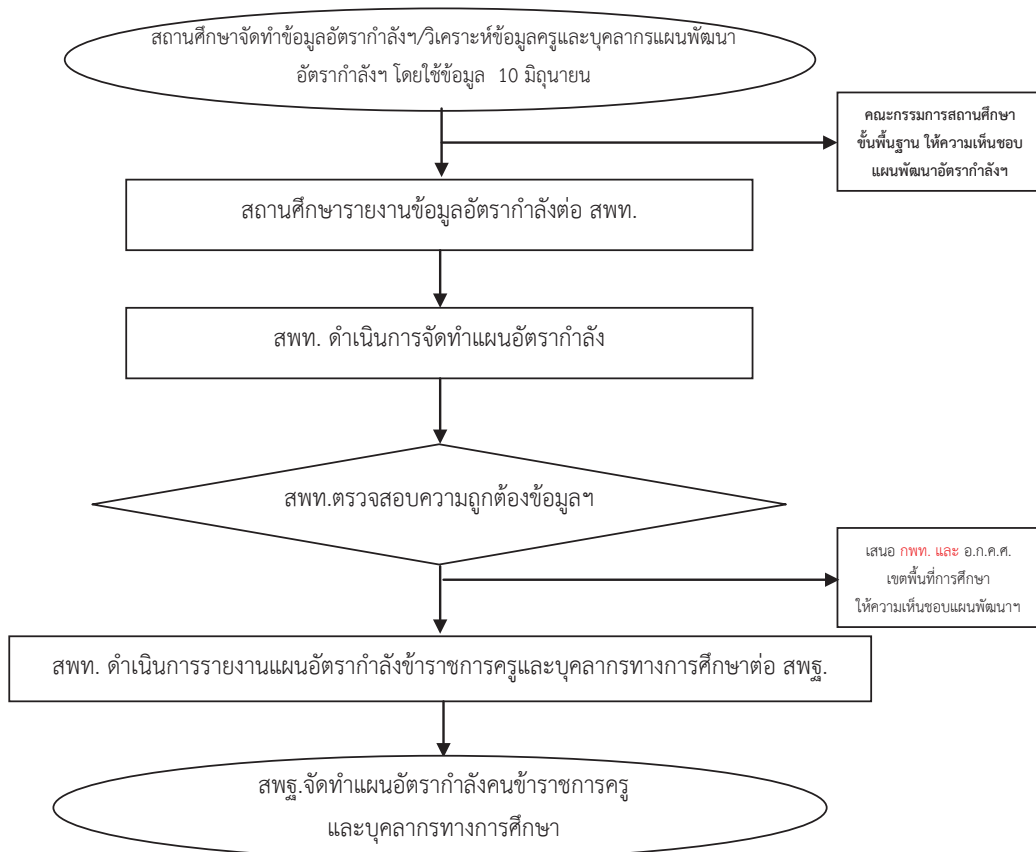 สถานศึกษาจัดทำข้อมูลอัตรากำลังฯ/วิเคราะห์ข้อมูลครูและบุคลากรแผนพัฒนา
อัตรากำลังฯ โดยใช้ข้อมูล 10 มิถุนายน
คณะกรรมการสถานศึกษา
ขั้นพื้นฐาน ให้ความเห็นชอบ
แผนพัฒนาอัตรากำลังฯ
สถานศึกษารายงานข้อมูลอัตรากำลังต่อ สพท.
สพท. ดำเนินการจัดทำแผนอัตรากำลัง
สพท.ตรวจสอบความถูกต้องข้อมูลฯ
เสนอ กพท. และ อ.ก.ค.ศ.
เขตพื้นที่การศึกษา
ให้ความเห็นชอบแผนพัฒนาฯ
สพท. ดำเนินการรายงานแผนอัตรากำลังข้าราชการครูและบุคลากรทางการศึกษาต่อ สพฐ.
สพฐ.จัดทำแผนอัตรากำลังคนข้าราชการครู
และบุคลากรทางการศึกษา